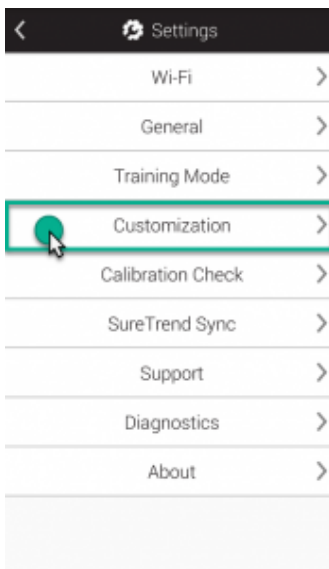 Settings
Wi-Fi
General
Training Mode
Customization
Calibration Check
SureTrend Sync
Support
Diagnostics
About